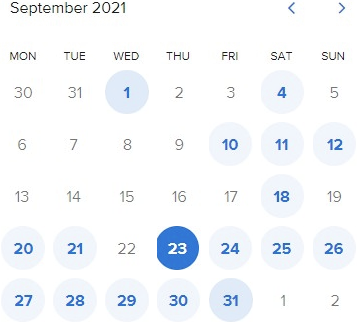 September 2021
MON TUE WED THU FRI SAT SUN
30 31 1 2 3 4 5
6 7 8 9 10 11 12
13 14 15 16 17 18 19
20 21 22 23 24 25 26
27 28 29 30 31 1 2